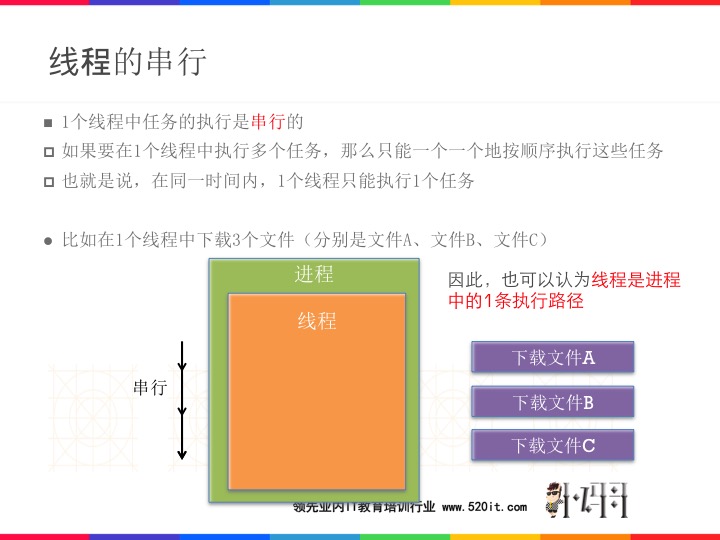 线程的串行
1个线程中任务的执行是串行的
如果要在1个线程中执行多个任务，那么只能一个一个地按顺序执行这些任务
也就是说，在同一时间内，1个线程只能执行1个任务
比如在1个线程中下载3个文件（分别是文件A、文件B、文件C）
进程
线程
因此，也可以认为线程是进程
中的1条执行路径
串行
下载文件A
下载文件B
下载文件C
领先业内IT教育培训行业 www.520it.com
小码哥